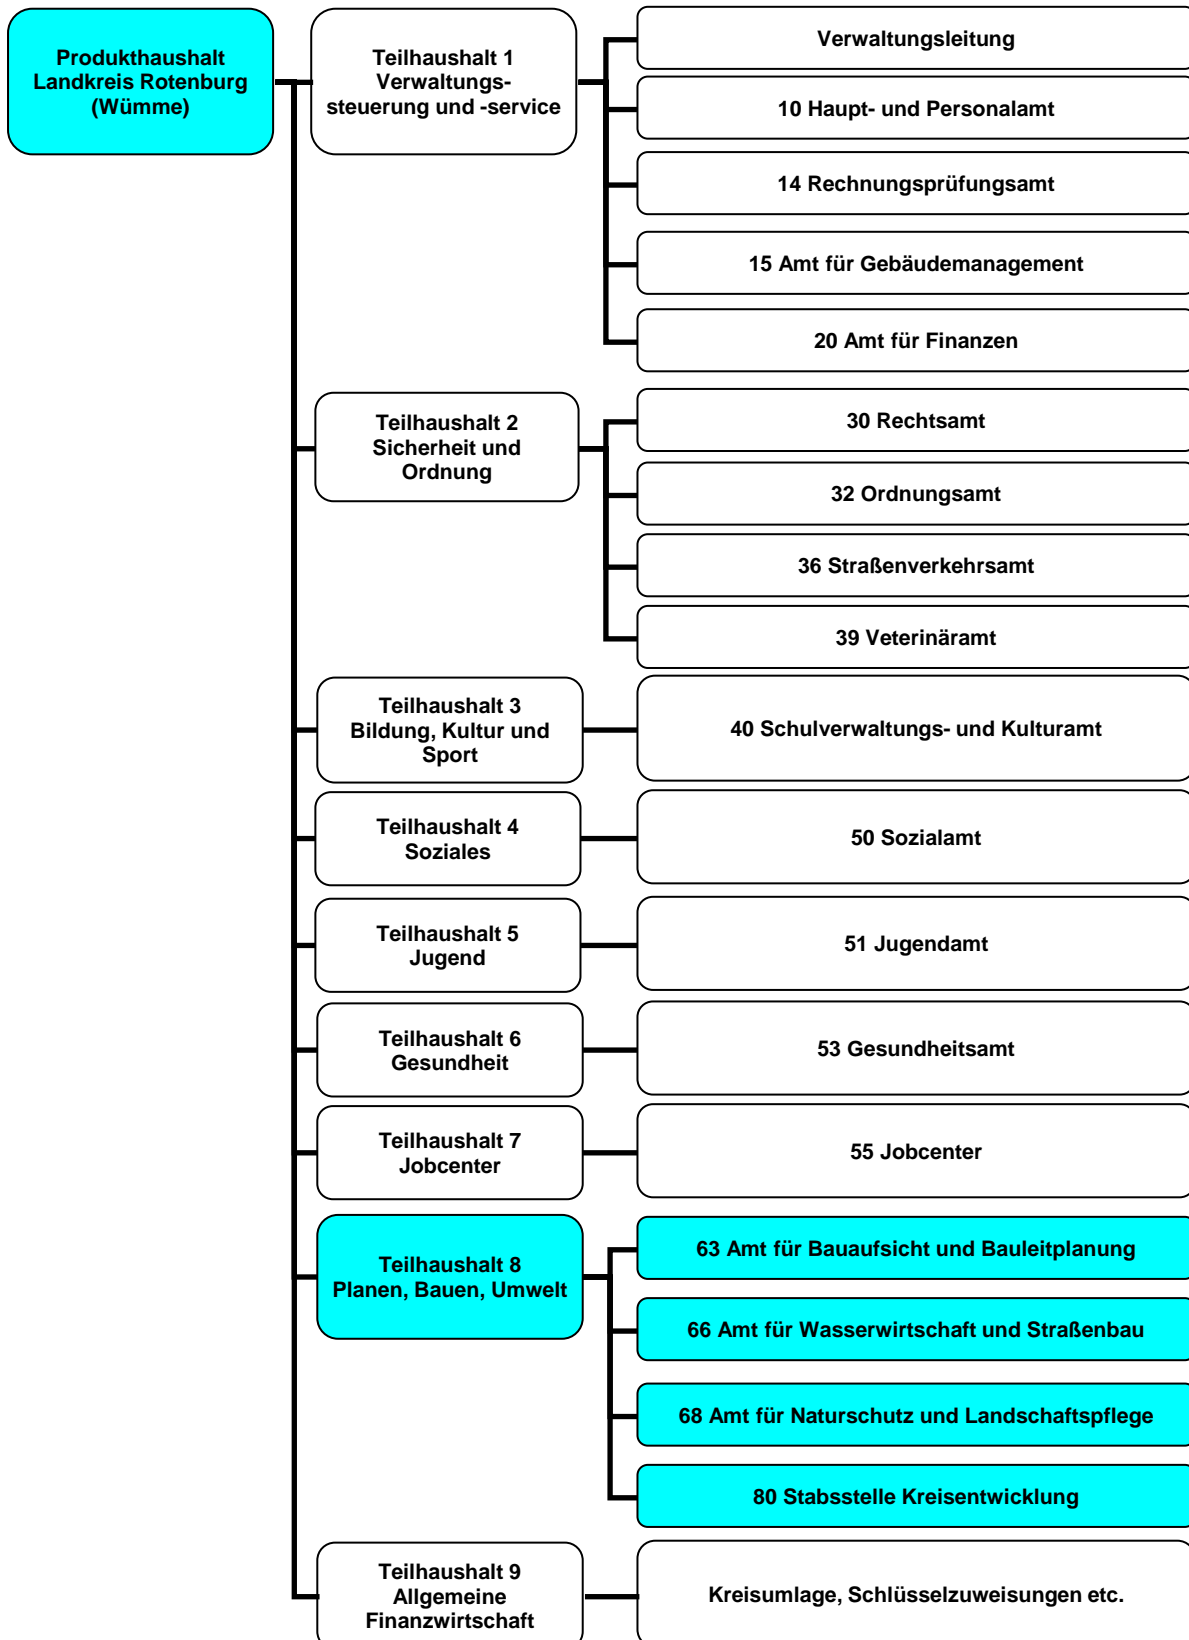 Produkthaushalt
Landkreis Rotenburg
(Wümme)
Teilhaushalt 1
Verwaltungs-
steuerung und -service
Verwaltungsleitung
10 Haupt- und Personalamt
14 Rechnungsprüfungsamt
15 Amt für Gebäudemanagement
20 Amt für Finanzen
Teilhaushalt 2
Sicherheit und
Ordnung
30 Rechtsamt
32 Ordnungsamt
36 Straßenverkehrsamt
39 Veterinäramt
Teilhaushalt 3
Bildung, Kultur und
Sport
40 Schulverwaltungs- und Kulturamt
Teilhaushalt 4
Soziales
50 Sozialamt
Teilhaushalt 5
Jugend
51 Jugendamt
Teilhaushalt 6
Gesundheit
53 Gesundheitsamt
Teilhaushalt 7
Jobcenter
55 Jobcenter
Teilhaushalt 8
Planen, Bauen, Umwelt
63 Amt für Bauaufsicht und Bauleitplanung
66 Amt für Wasserwirtschaft und Straßenbau
68 Amt für Naturschutz und Landschaftspflege
80 Stabsstelle Kreisentwicklung
Teilhaushalt 9
Allgemeine
Finanzwirtschaft
Kreisumlage, Schlüsselzuweisungen etc.